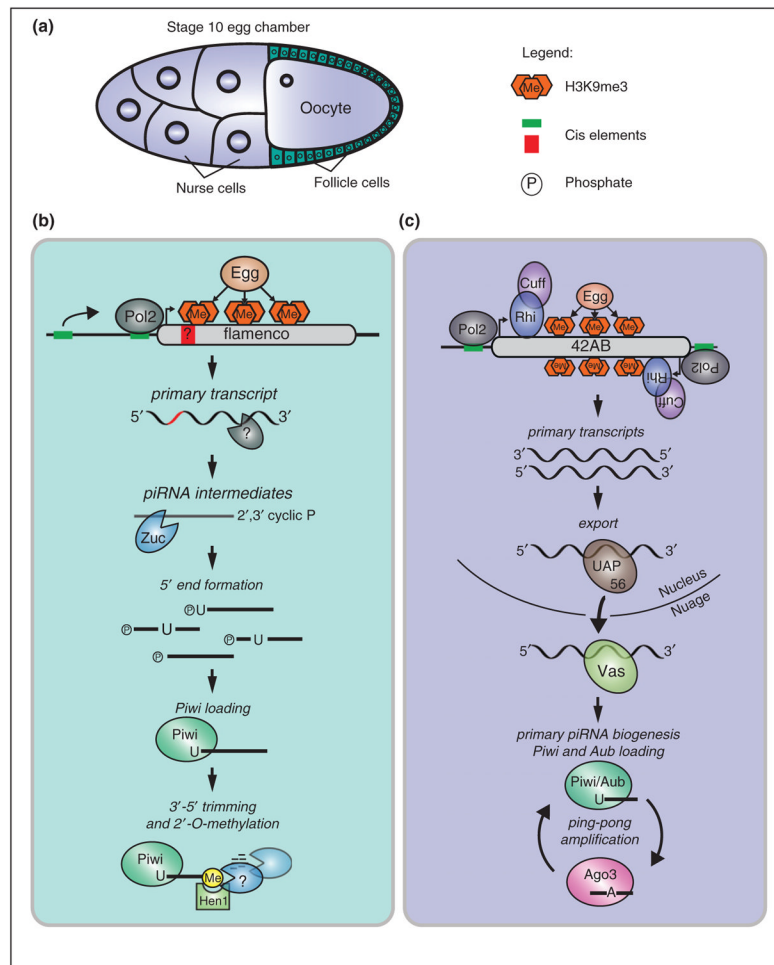 (a)
Stage 10 egg chamber
Oocyte
Nurse cells
Follicle cells
Legend:
Me
H3K9me3
Cis elements
P
Phosphate
(b)
Egg
Pol2
Me
Me
Me
?
flamenco
primary transcript
5′
3′
?
piRNA intermediates
2′,3′ cyclic P
Zuc
5′ end formation
P U
P U
P U
P
Piwi loading
Piwi
U
3′-5′ trimming
and 2′-O-methylation
Piwi
U
Me
?
Hen1
(c)
Cuff
Egg
Rhi
Pol2
Me
Me
Me
42AB
Me
Me
Me
Rhi
Pol2
Cuff
primary transcripts
3′
5′
5′
3′
export
5′
3′
UAP
56
Nucleus
Nuage
5′
3′
Vas
primary piRNA biogenesis
Piwi and Aub loading
Piwi/Aub
U
ping-pong
amplification
Ago3
A